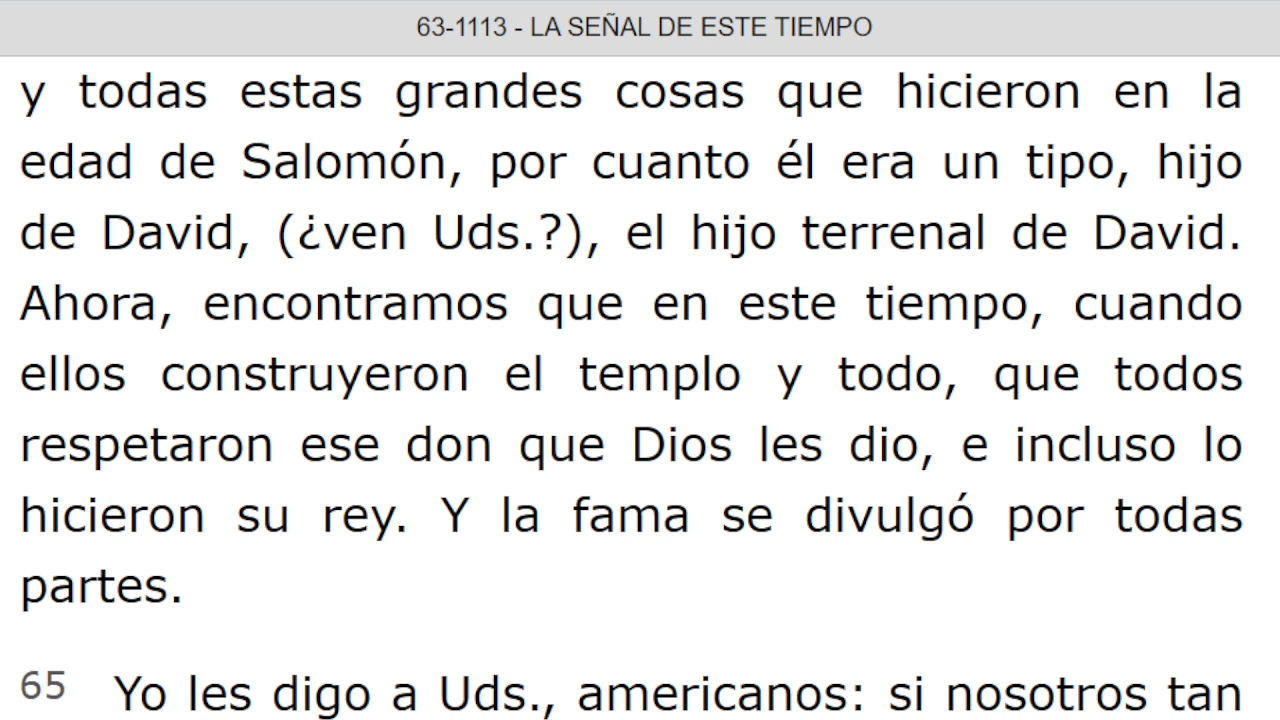 63-1113 - LA SEÑAL DE ESTE TIEMPO
y todas estas grandes cosas que hicieron en la
edad de Salomón, por cuanto él era un tipo, hijo
de David, (¿ven Uds.?), el hijo terrenal de David.
Ahora, encontramos que en este tiempo, cuando
ellos construyeron el templo y todo, que todos
respetaron ese don que Dios les dio, e incluso lo
hicieron su rey. Y la fama se divulgó por todas
partes.
65 Yo les digo a Uds., americanos: si nosotros tan